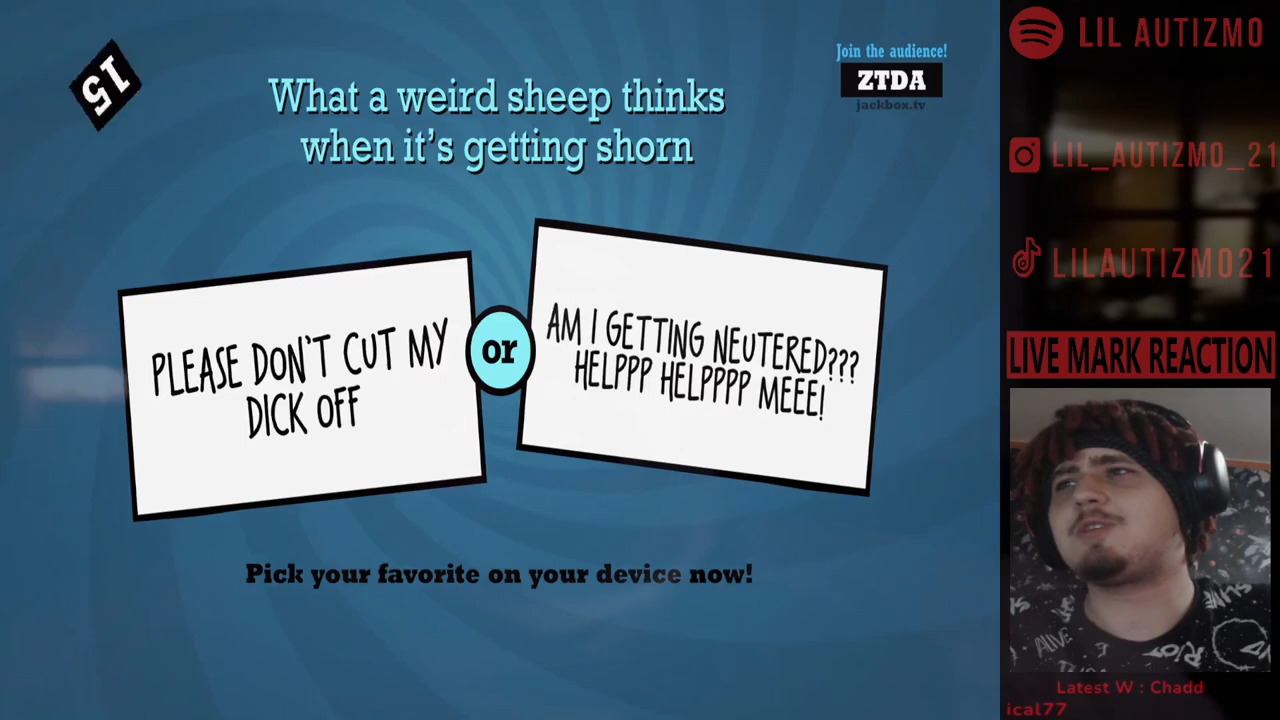 15
What a weird sheep thinks
when it's getting shorn
Join the audience!
ZTDA
jackbox.tv
PLEASE DON'T CUT MY
DICK OFF
or
AM I GETTING NEUTERED???
HELPPP HELPPPP MEEE!
Pick your favorite on your device now!
LIL AUTIZMO
LIL_AUTIZMO_21
LILAUTIZMO21
LIVE MARK REACTION
ALIVE
Latest W : Chadd
ical77